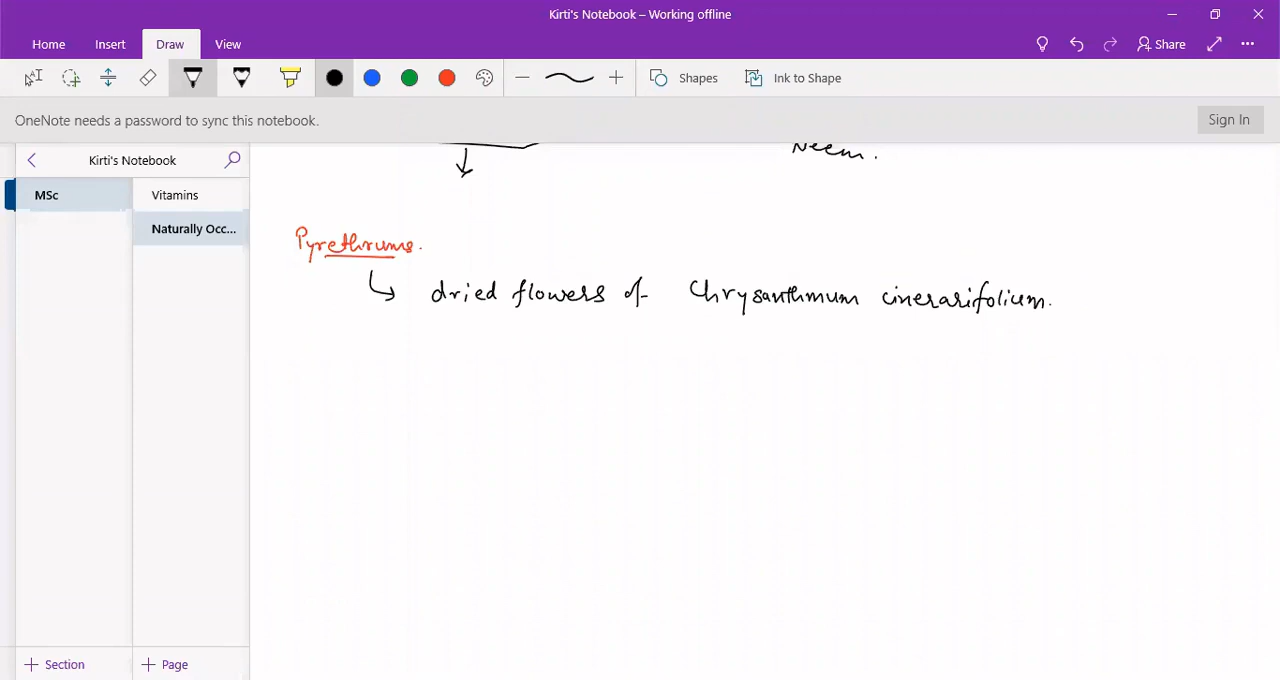 Kirti's Notebook – Working offline
Home Insert Draw View Share
Shapes Ink to Shape
OneNote needs a password to sync this notebook. Sign In
Kirti's Notebook
MSc Vitamins
Naturally Occ...
Neem.
Pyrethrums.
dried flowers of Chrysanthmum cinerarifolium.
+ Section + Page